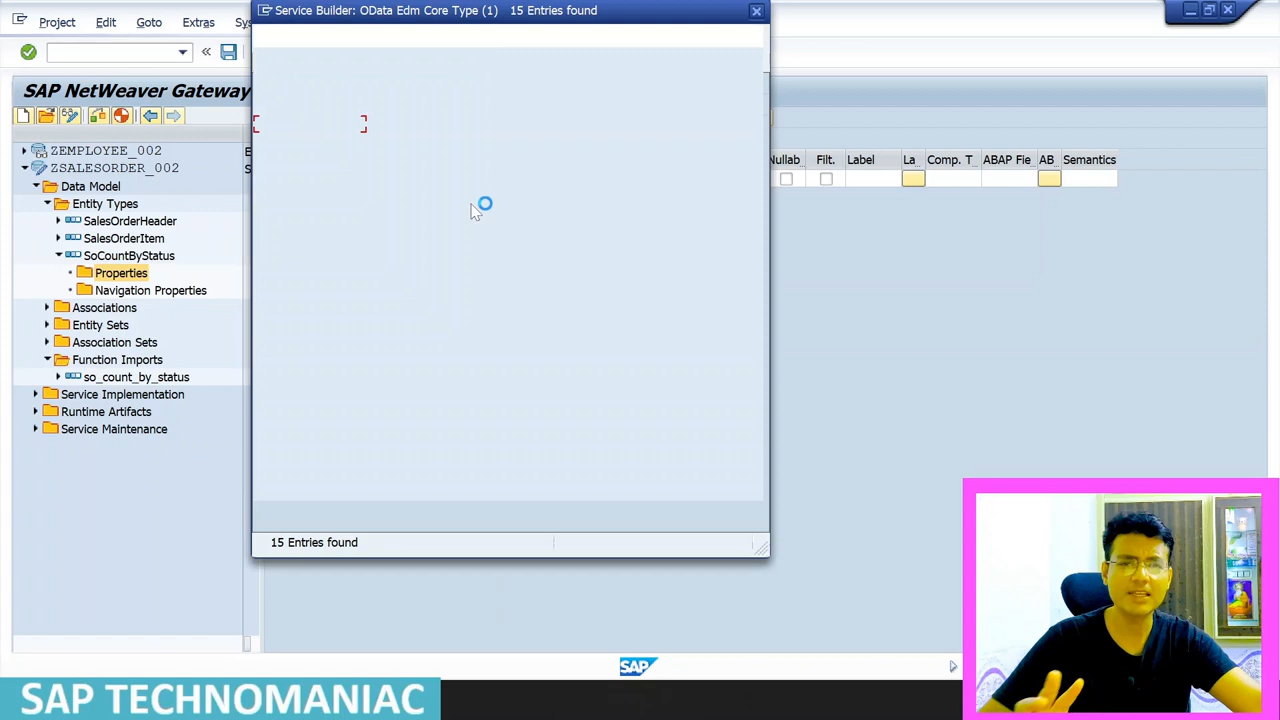 Service Builder: OData Edm Core Type (1) 15 Entries found
Project Edit Goto Extras Sy
SAP NetWeaver Gateway
ZEMPLOYEE_002
ZSALESORDER_002
Data Model
Entity Types
SalesOrderHeader
SalesOrderItem
SoCountByStatus
Properties
Navigation Properties
Associations
Entity Sets
Association Sets
Function Imports
so_count_by_status
Service Implementation
Runtime Artifacts
Service Maintenance
E
S
Nullab Filt. Label La.. Comp. T.. ABAP Fie.. AB.. Semantics
15 Entries found
SAP
SAP TECHNOMANIAC